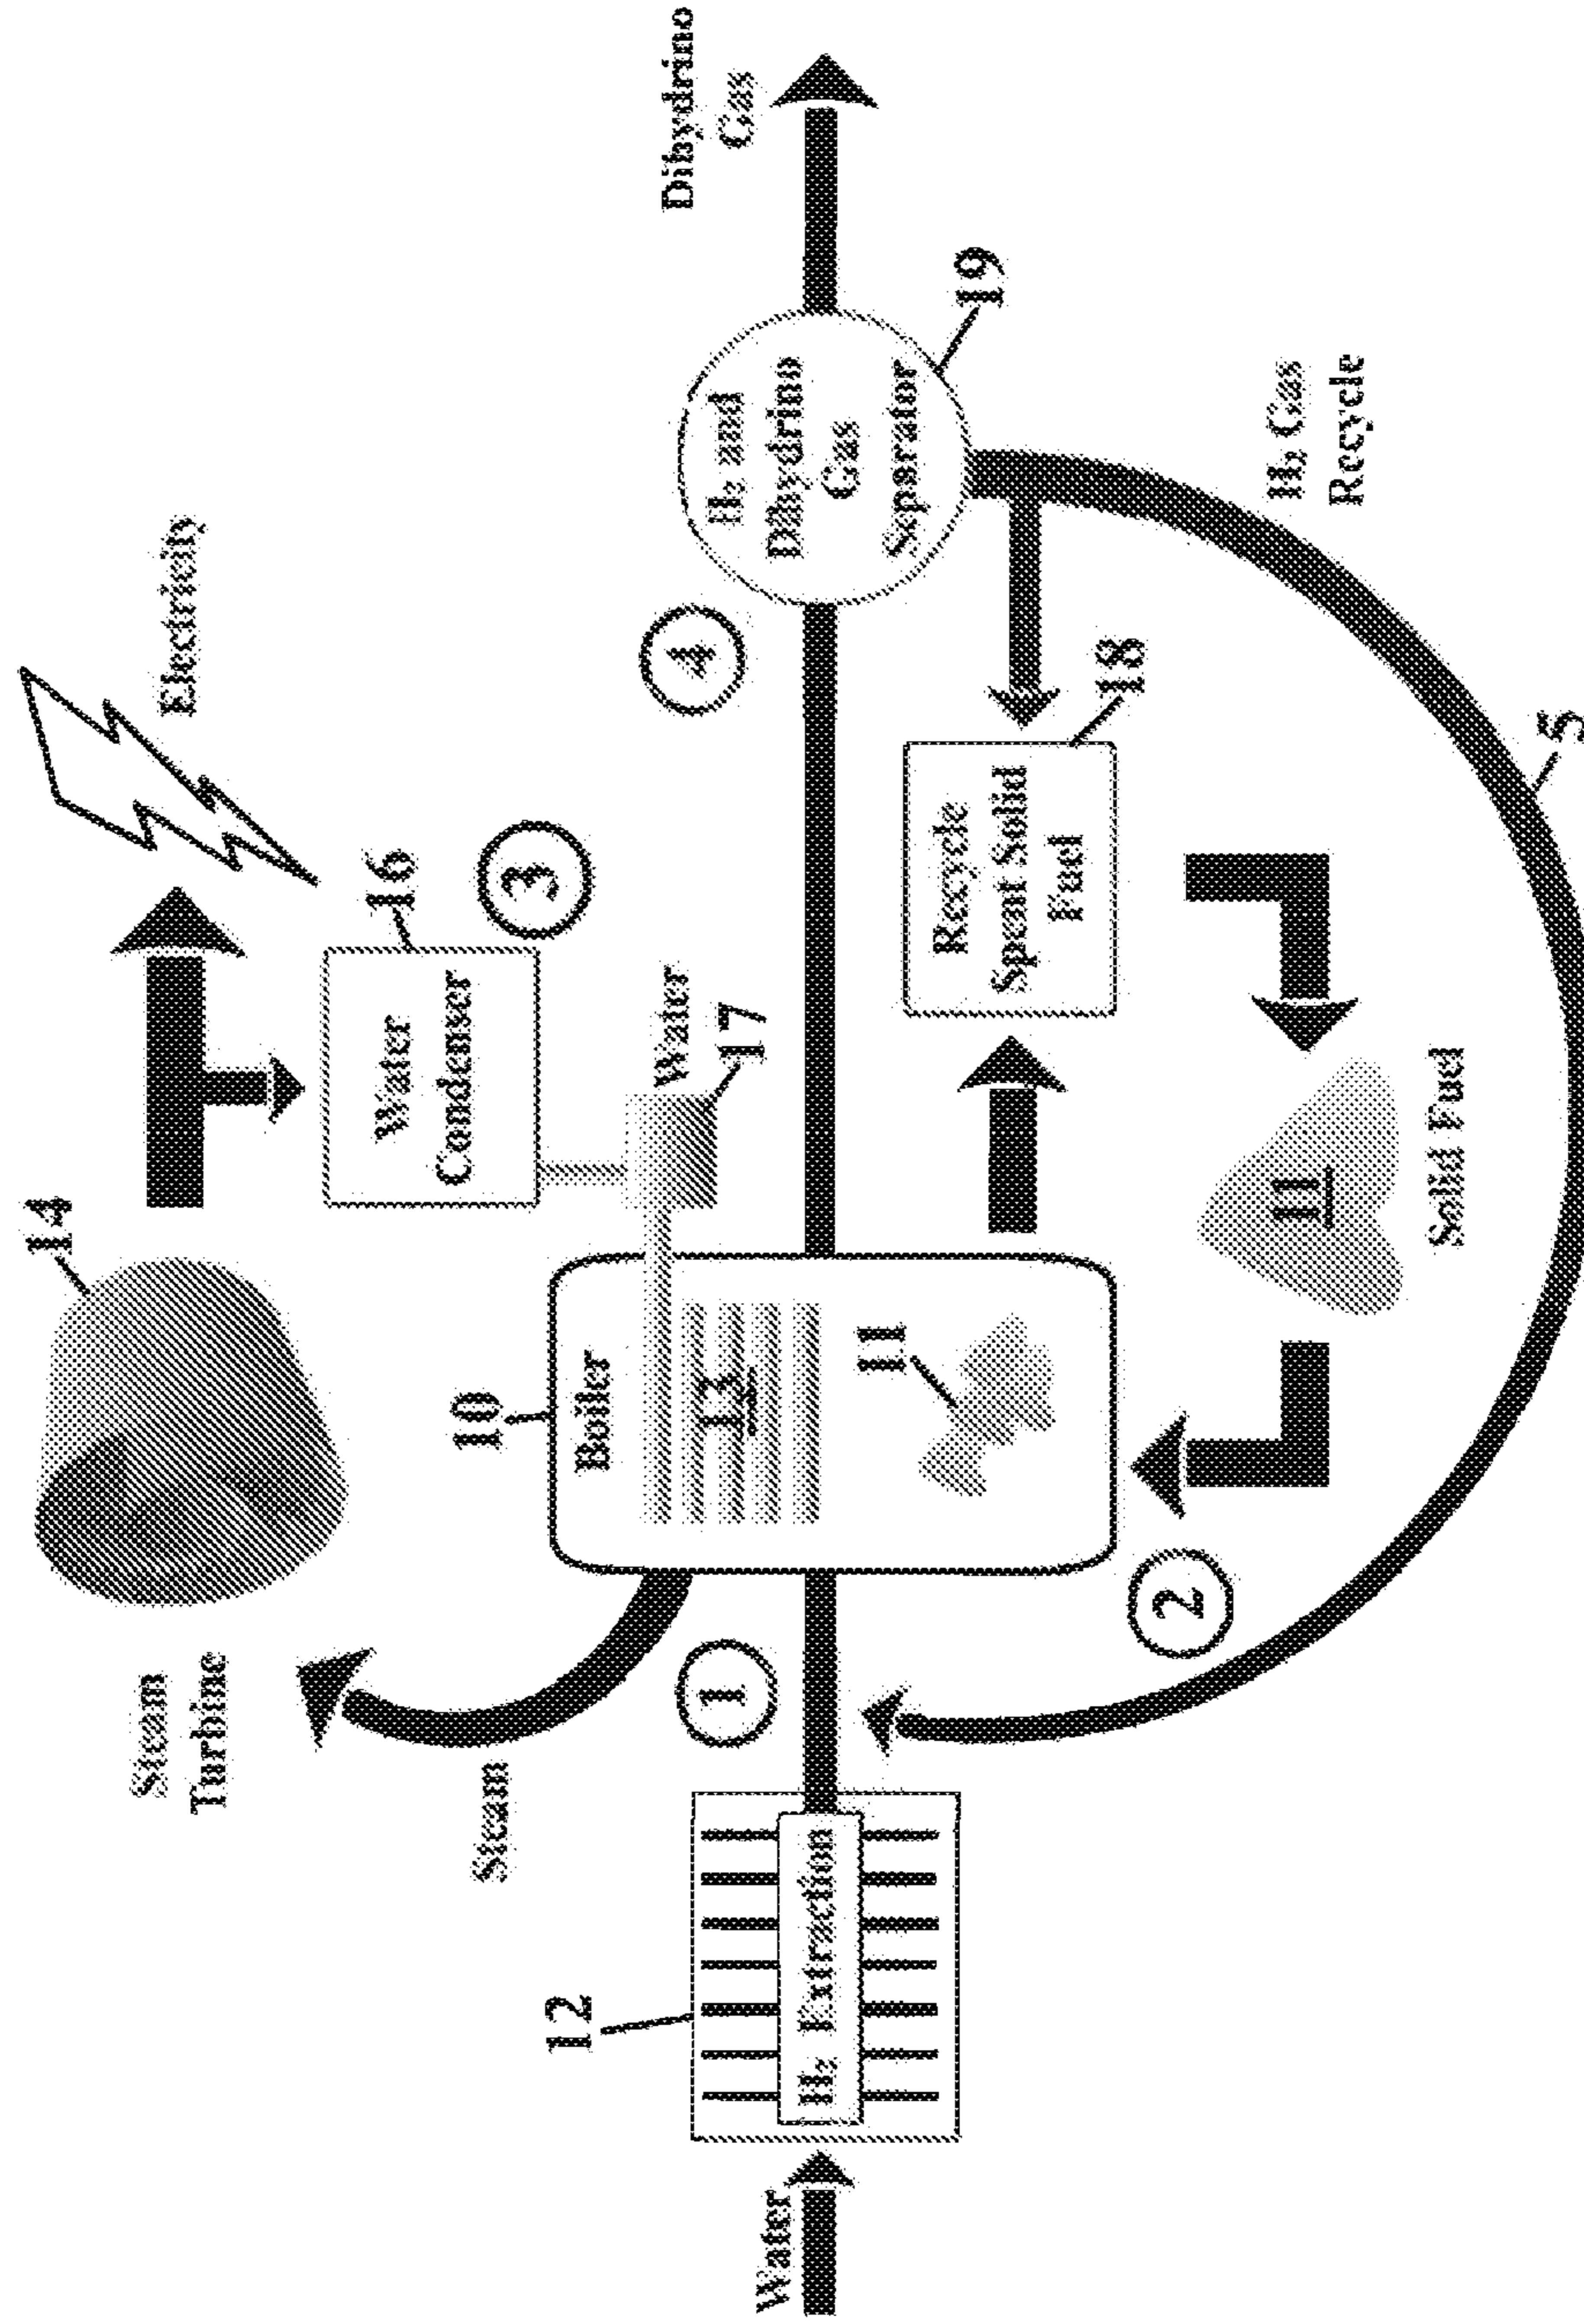 14
Steam
Turbine
Electricity
Steam
10
16
Water
Condenser
3
Boiler
13
11
Water
17
12
1
4
H₂ and
Dihydrino
Gas
Separator
19
Dihydrino
Gas
Water
H₂ Extraction
2
Recycle
Spent Solid
Fuel
18
11
Solid Fuel
H₂ Gas
Recycle
5